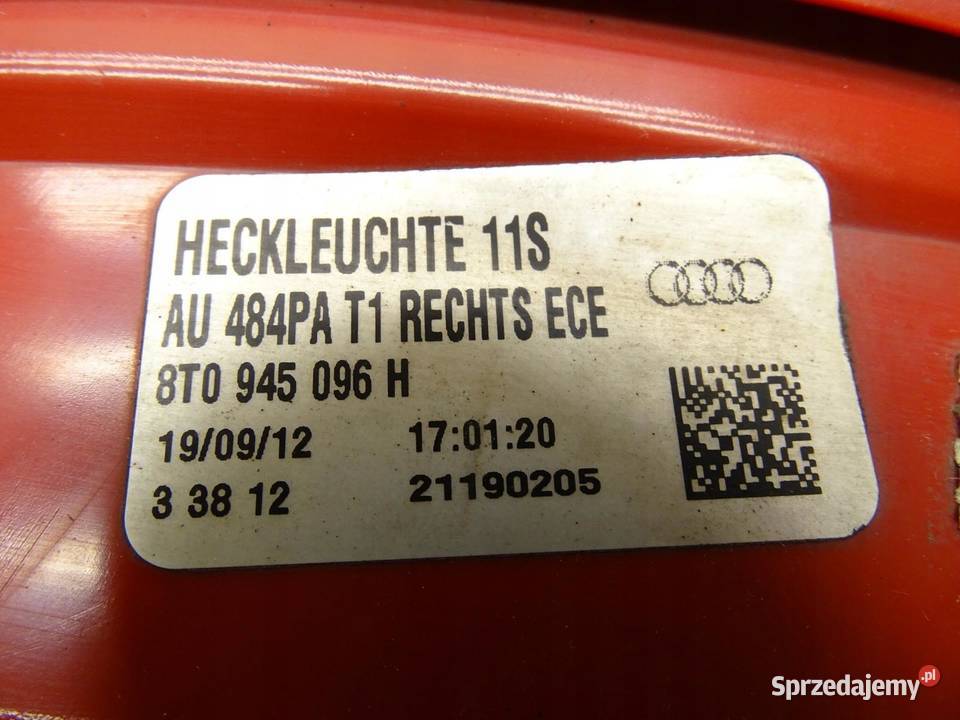 HECKLEUCHTE 11S
AU 484PA T1 RECHTS ECE
8T0 945 096 H
19/09/12 17:01:20
3 38 12 21190205
Sprzedajemy.pl